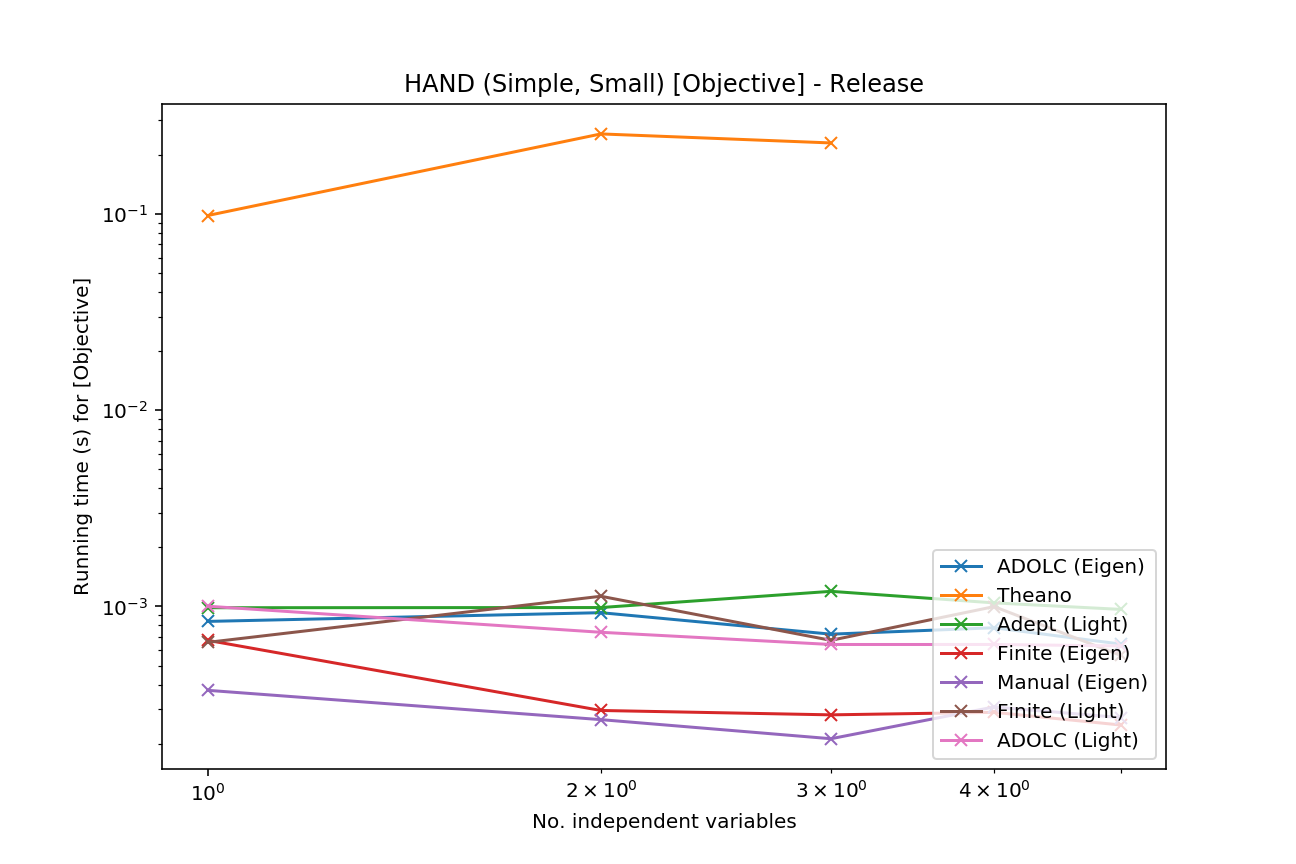 HAND (Simple, Small) [Objective] - Release
Running time (s) for [Objective]
10⁻¹
10⁻²
10⁻³
ADOLC (Eigen)
Theano
Adept (Light)
Finite (Eigen)
Manual (Eigen)
Finite (Light)
ADOLC (Light)
10⁰ 2 × 10⁰ 3 × 10⁰ 4 × 10⁰
No. independent variables